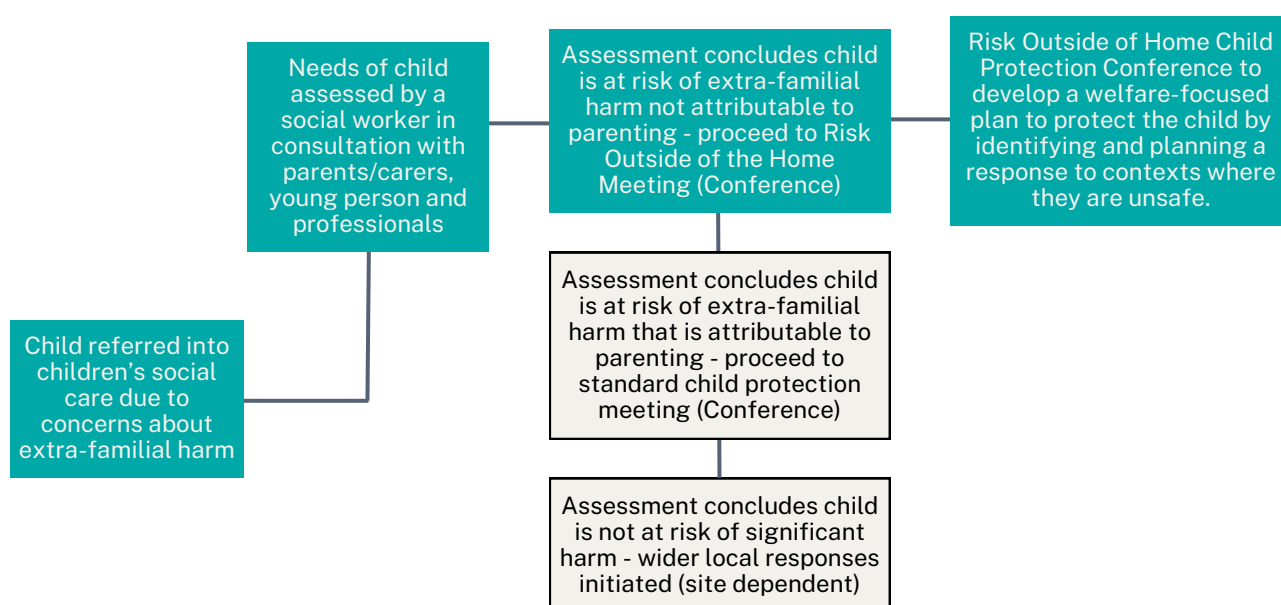 Child referred into
children’s social
care due to
concerns about
extra-familial harm
Needs of child
assessed by a
social worker in
consultation with
parents/carers,
young person and
professionals
Assessment concludes child
is at risk of extra-familial
harm not attributable to
parenting - proceed to Risk
Outside of the Home
Meeting (Conference)
Risk Outside of Home Child
Protection Conference to
develop a welfare-focused
plan to protect the child by
identifying and planning a
response to contexts where
they are unsafe.
Assessment concludes child
is at risk of extra-familial
harm that is attributable to
parenting - proceed to
standard child protection
meeting (Conference)
Assessment concludes child
is not at risk of significant
harm - wider local responses
initiated (site dependent)